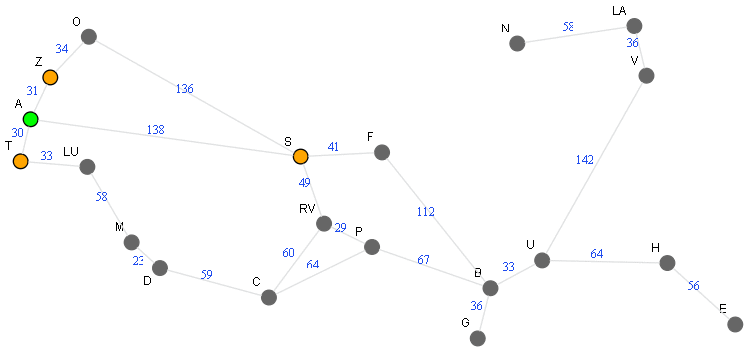 LA
N
58
O
36
34
V
Z
31
136
A
30
138
T
33
LU
S
41
F
142
49
58
RV
112
29
P
M
60
64
67
U
64
H
23
D
59
C
B
33
56
36
G
E